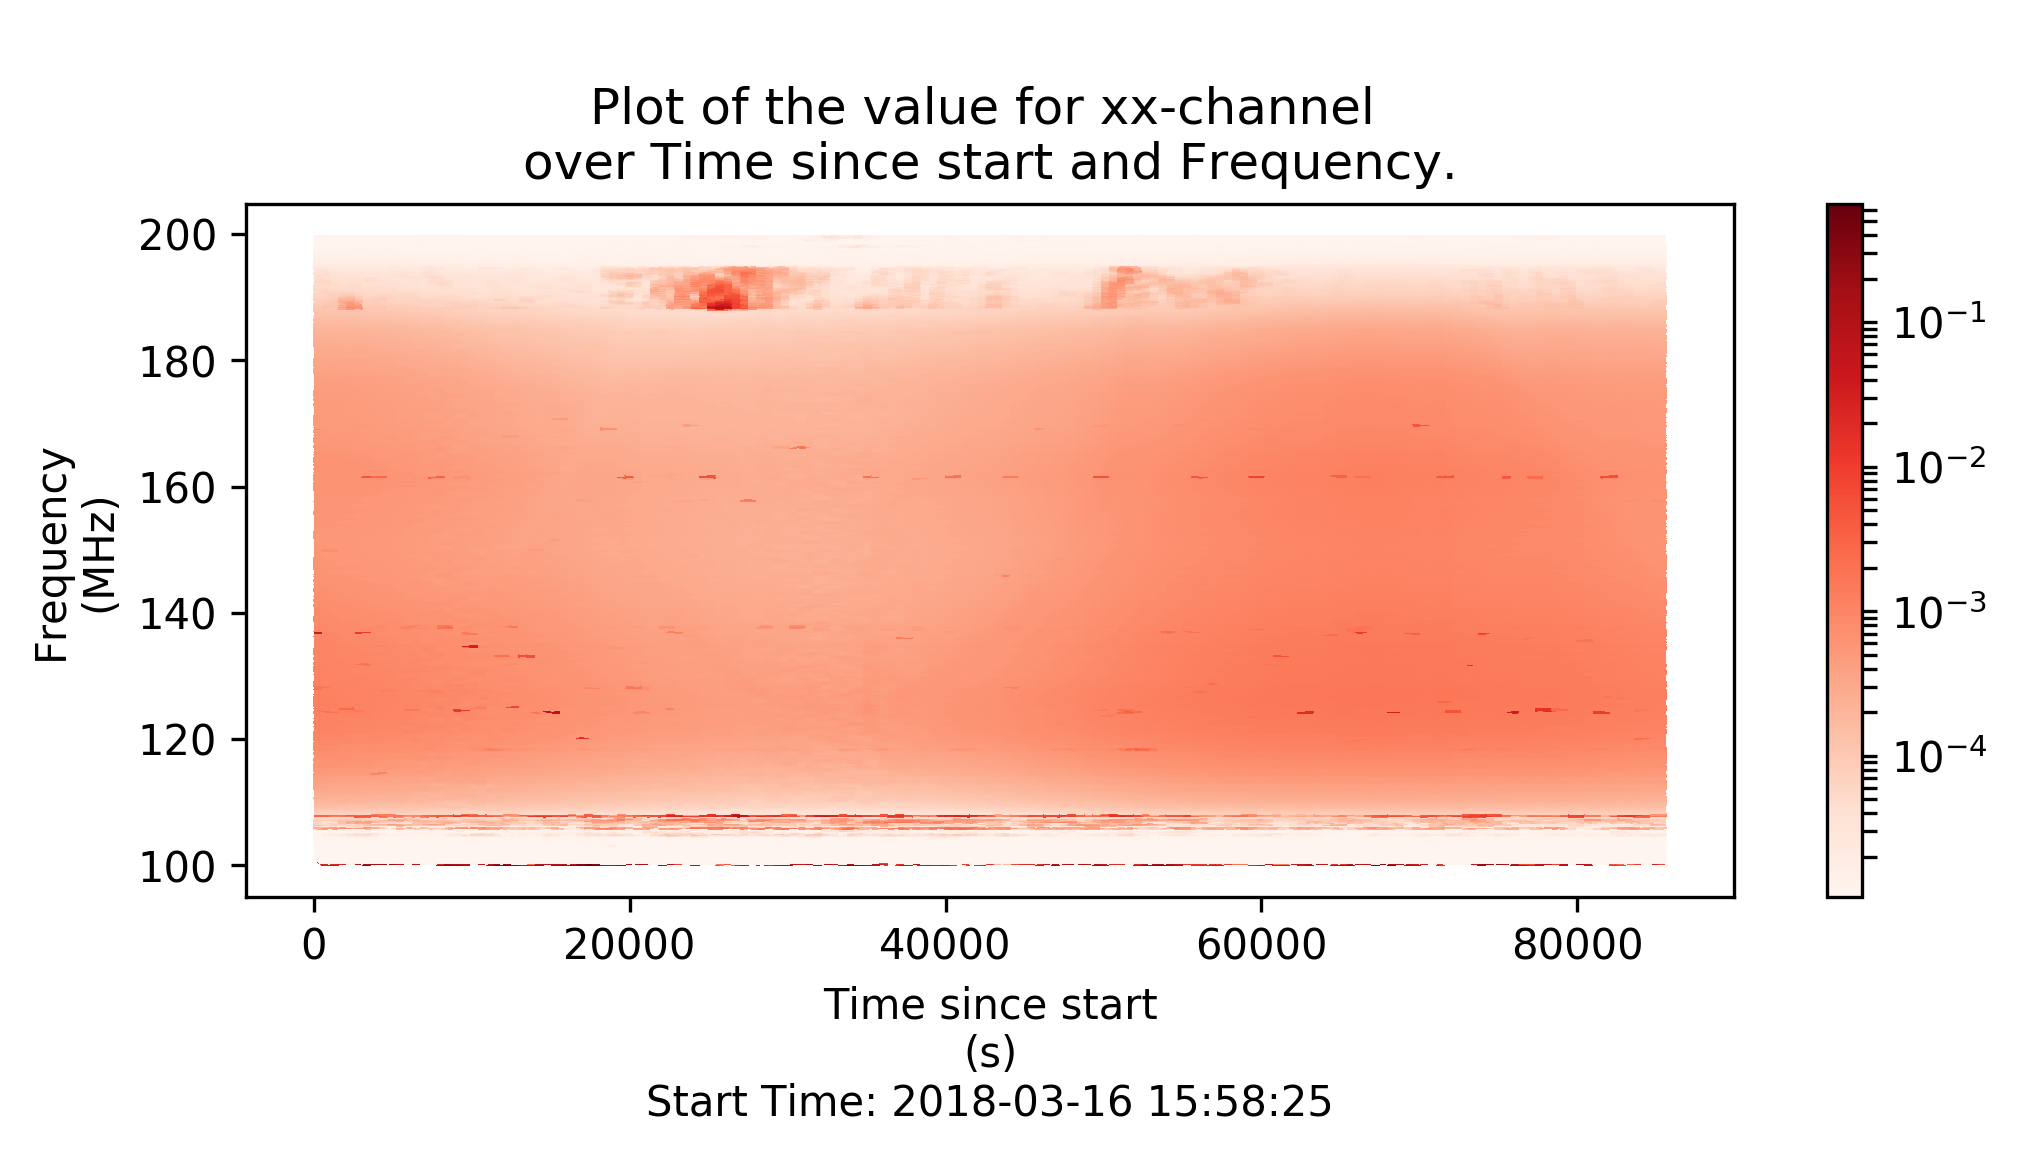 Plot of the value for xx-channel
over Time since start and Frequency.
200
180
160
140
120
100
Frequency
(MHz)
0
20000
40000
60000
80000
Time since start
(s)
Start Time: 2018-03-16 15:58:25
10⁻¹
10⁻²
10⁻³
10⁻⁴